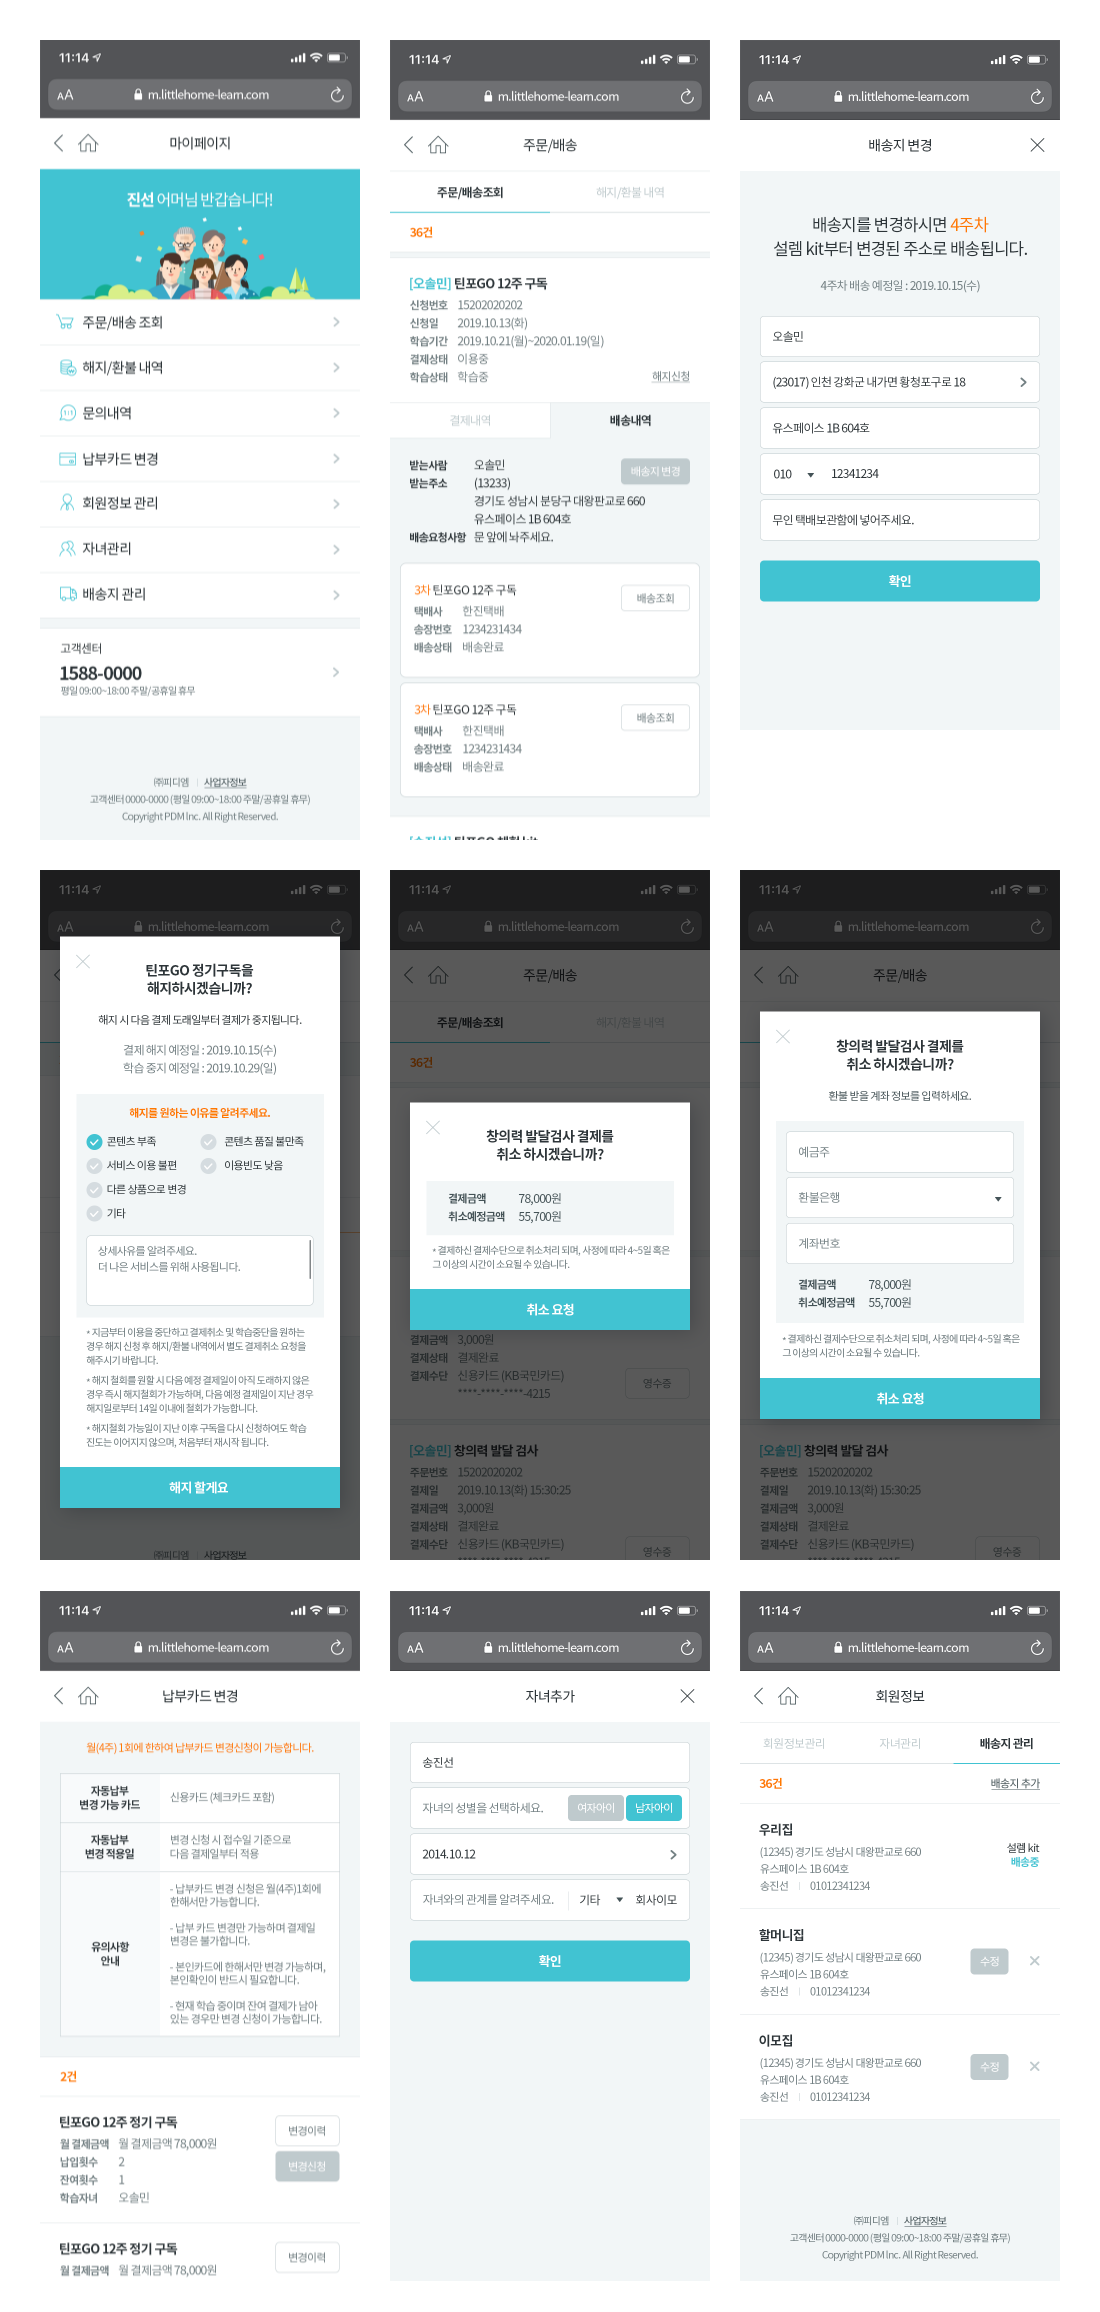 11:14
AA m.littlehome-learn.com
마이페이지
진선 어머님 반갑습니다!
주문/배송 조회
해지/환불 내역
문의내역
납부카드 변경
회원정보 관리
자녀관리
배송지 관리
고객센터
1588-0000
평일 09:00~18:00 주말/공휴일 휴무
㈜피디엠 | 사업자정보
고객센터 0000-0000 (평일 09:00~18:00 주말/공휴일 휴무)
Copyright PDM Inc. All Right Reserved.
11:14
AA m.littlehome-learn.com
주문/배송
주문/배송조회 해지/환불 내역
36건
[오솔민] 틴포GO 12주 구독
신청번호 15202020202
신청일 2019.10.13(화)
학습기간 2019.10.21(월)~2020.01.19(일)
결제상태 이용중
학습상태 학습중 해지신청
결제내역 배송내역
받는사람 오솔민 배송지 변경
받는주소 (13233)
경기도 성남시 분당구 대왕판교로 660
유스페이스 1B 604호
배송요청사항 문 앞에 놔주세요.
3차 틴포GO 12주 구독
배송조회
택배사 한진택배
송장번호 1234231434
배송상태 배송완료
3차 틴포GO 12주 구독
배송조회
택배사 한진택배
송장번호 1234231434
배송상태 배송완료
11:14
AA m.littlehome-learn.com
배송지 변경
배송지를 변경하시면 4주차
설렘 kit부터 변경된 주소로 배송됩니다.
4주차 배송 예정일 : 2019.10.15(수)
오솔민
(23017) 인천 강화군 내가면 황청포구로 18
유스페이스 1B 604호
010 12341234
무인 택배보관함에 넣어주세요.
확인
11:14
AA m.littlehome-learn.com
틴포GO 정기구독을
해지하시겠습니까?
해지 시 다음 결제 도래일부터 결제가 중지됩니다.
결제 해지 예정일 : 2019.10.15(수)
학습 중지 예정일 : 2019.10.29(일)
해지를 원하는 이유를 알려주세요.
콘텐츠 부족 콘텐츠 품질 불만족
서비스 이용 불편 이용빈도 낮음
다른 상품으로 변경
기타
상세사유를 알려주세요.
더 나은 서비스를 위해 사용됩니다.
* 지금부터 이용을 중단하고 결제취소 및 학습중단을 원하는
경우 해지 신청 후 해지/환불 내역에서 별도 결제취소 요청을
해주시기 바랍니다.
* 해지 철회를 원할 시 다음 예정 결제일이 아직 도래하지 않은
경우 즉시 해지철회가 가능하며, 다음 예정 결제일이 지난 경우
해지일로부터 14일 이내에 철회가 가능합니다.
* 해지철회 가능일이 지난 이후 구독을 다시 신청하여도 학습
진도는 이어지지 않으며, 처음부터 재시작 됩니다.
해지 할게요
㈜피디엠 | 사업자정보
11:14
AA m.littlehome-learn.com
주문/배송
주문/배송조회 해지/환불 내역
36건
창의력 발달검사 결제를
취소 하시겠습니까?
결제금액 78,000원
취소예정금액 55,700원
* 결제하신 결제수단으로 취소처리 되며, 사정에 따라 4~5일 혹은
그 이상의 시간이 소요될 수 있습니다.
취소 요청
결제금액 3,000원
결제상태 결제완료
결제수단 신용카드 (KB국민카드)
****-****-****-4215
영수증
[오솔민] 창의력 발달 검사
주문번호 15202020202
결제일 2019.10.13(화) 15:30:25
결제금액 3,000원
결제상태 결제완료
결제수단 신용카드 (KB국민카드)
****-****-****-4215
영수증
11:14
AA m.littlehome-learn.com
주문/배송
창의력 발달검사 결제를
취소 하시겠습니까?
환불 받을 계좌 정보를 입력하세요.
예금주
환불은행
계좌번호
결제금액 78,000원
취소예정금액 55,700원
* 결제하신 결제수단으로 취소처리 되며, 사정에 따라 4~5일 혹은
그 이상의 시간이 소요될 수 있습니다.
취소 요청
[오솔민] 창의력 발달 검사
주문번호 15202020202
결제일 2019.10.13(화) 15:30:25
결제금액 3,000원
결제상태 결제완료
결제수단 신용카드 (KB국민카드)
****-****-****-4215
영수증
11:14
AA m.littlehome-learn.com
납부카드 변경
월(4주) 1회에 한하여 납부카드 변경신청이 가능합니다.
자동납부
변경 가능 카드
신용카드 (체크카드 포함)
자동납부
변경 적용일
변경 신청 시 접수일 기준으로
다음 결제일부터 적용
유의사항
안내
- 납부카드 변경 신청은 월(4주)1회에
한해서만 가능합니다.
- 납부 카드 변경만 가능하며 결제일
변경은 불가합니다.
- 본인카드에 한해서만 변경 가능하며,
본인확인이 반드시 필요합니다.
- 현재 학습 중이며 잔여 결제가 남아
있는 경우만 변경 신청이 가능합니다.
2건
틴포GO 12주 정기 구독
변경이력
월 결제금액 월 결제금액 78,000원
납입횟수 2
변경신청
잔여횟수 1
학습자녀 오솔민
틴포GO 12주 정기 구독
변경이력
월 결제금액 월 결제금액 78,000원
11:14
AA m.littlehome-learn.com
자녀추가
송진선
자녀의 성별을 선택하세요. 여자아이 남자아이
2014.10.12
자녀와의 관계를 알려주세요. 기타 회사이모
확인
11:14
AA m.littlehome-learn.com
회원정보
회원정보관리 자녀관리 배송지 관리
36건 배송지 추가
우리집
(12345) 경기도 성남시 대왕판교로 660
유스페이스 1B 604호
송진선 | 01012341234
설렘 kit
배송중
할머니집
(12345) 경기도 성남시 대왕판교로 660
유스페이스 1B 604호
송진선 | 01012341234
수정
이모집
(12345) 경기도 성남시 대왕판교로 660
유스페이스 1B 604호
송진선 | 01012341234
수정
㈜피디엠 | 사업자정보
고객센터 0000-0000 (평일 09:00~18:00 주말/공휴일 휴무)
Copyright PDM Inc. All Right Reserved.